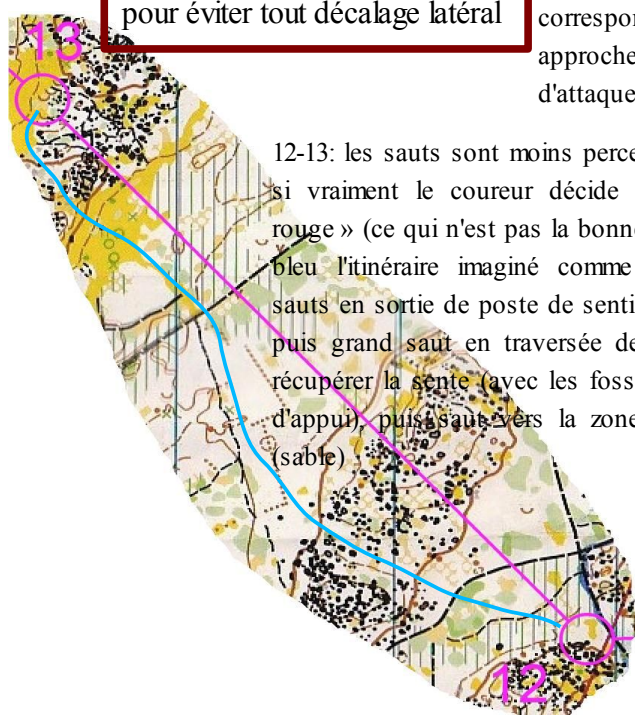 pour éviter tout décalage latéral
correspon
approche
d'attaque
13
12-13: les sauts sont moins perce
si vraiment le coureur décide
rouge » (ce qui n'est pas la bonne
bleu l'itinéraire imaginé comme
sauts en sortie de poste de senti
puis grand saut en traversée de
récupérer la sente (avec les foss
d'appui), puis saut vers la zone
(sable)
12